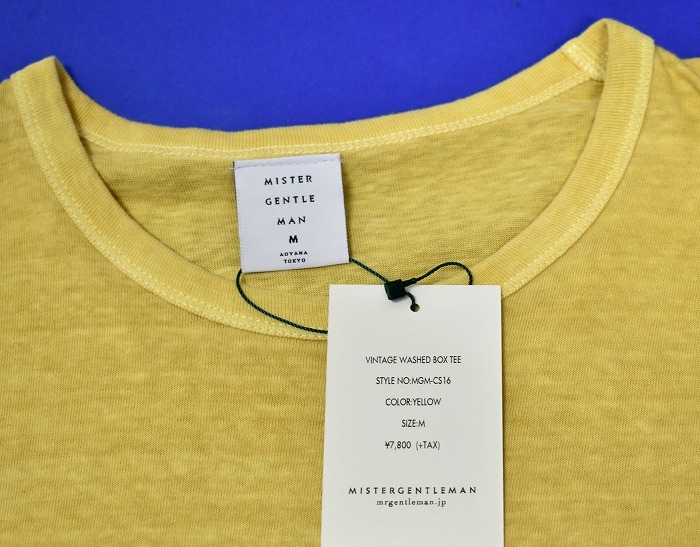 MISTER
GENTLE
MAN
M
AOYAMA
TOKYO
VINTAGE WASHED BOX TEE
STYLE NO:MGM-CS16
COLOR:YELLOW
SIZE:M
¥7,800 (+TAX)
MISTERGENTLEMAN
mrgentleman.jp